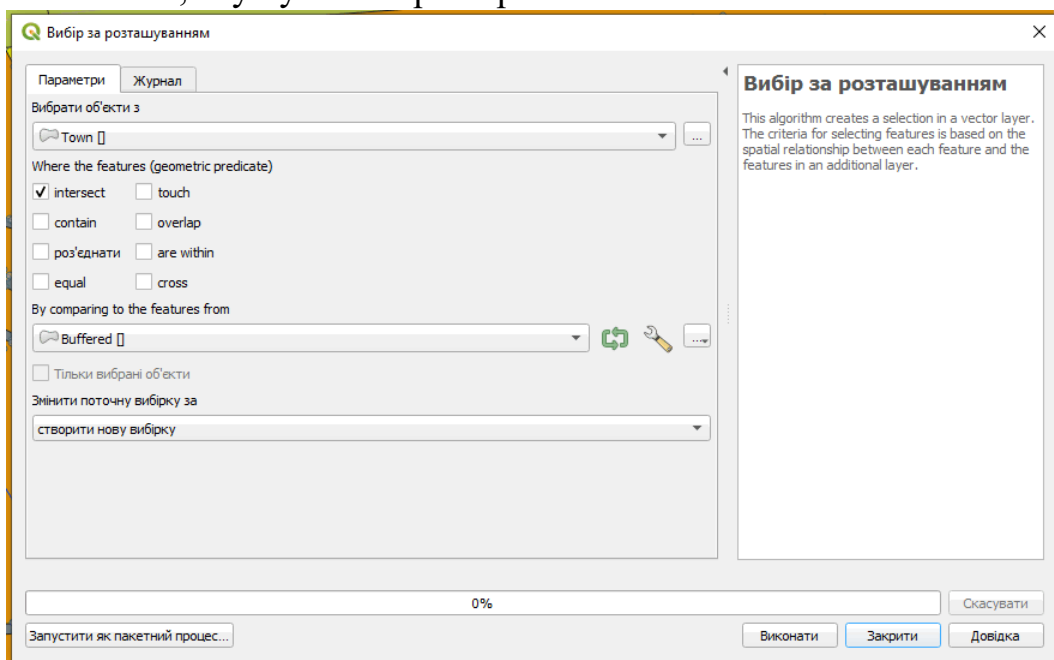 Вибір за розташуванням
Параметри Журнал
Вибрати об'єкти з
Town []
...
Where the features (geometric predicate)
intersect touch
contain overlap
роз'єднати are within
equal cross
By comparing to the features from
Buffered []
...
Тільки вибрані об'єкти
Змінити поточну вибірку за
створити нову вибірку
Вибір за розташуванням
This algorithm creates a selection in a vector layer.
The criteria for selecting features is based on the
spatial relationship between each feature and the
features in an additional layer.
0%
Скасувати
Запустити як пакетний процес...
Виконати Закрити Довідка